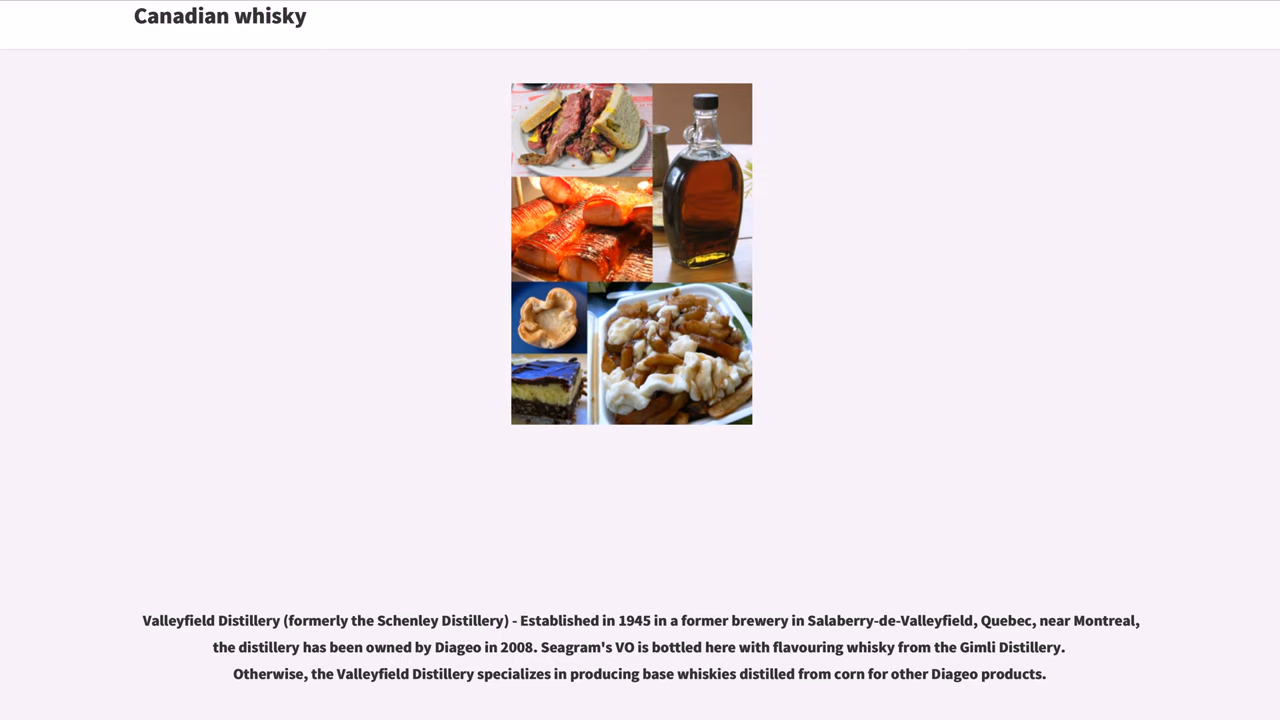 Canadian whisky
Valleyfield Distillery (formerly the Schenley Distillery) - Established in 1945 in a former brewery in Salaberry-de-Valleyfield, Quebec, near Montreal,
the distillery has been owned by Diageo in 2008. Seagram's VO is bottled here with flavouring whisky from the Gimli Distillery.
Otherwise, the Valleyfield Distillery specializes in producing base whiskies distilled from corn for other Diageo products.